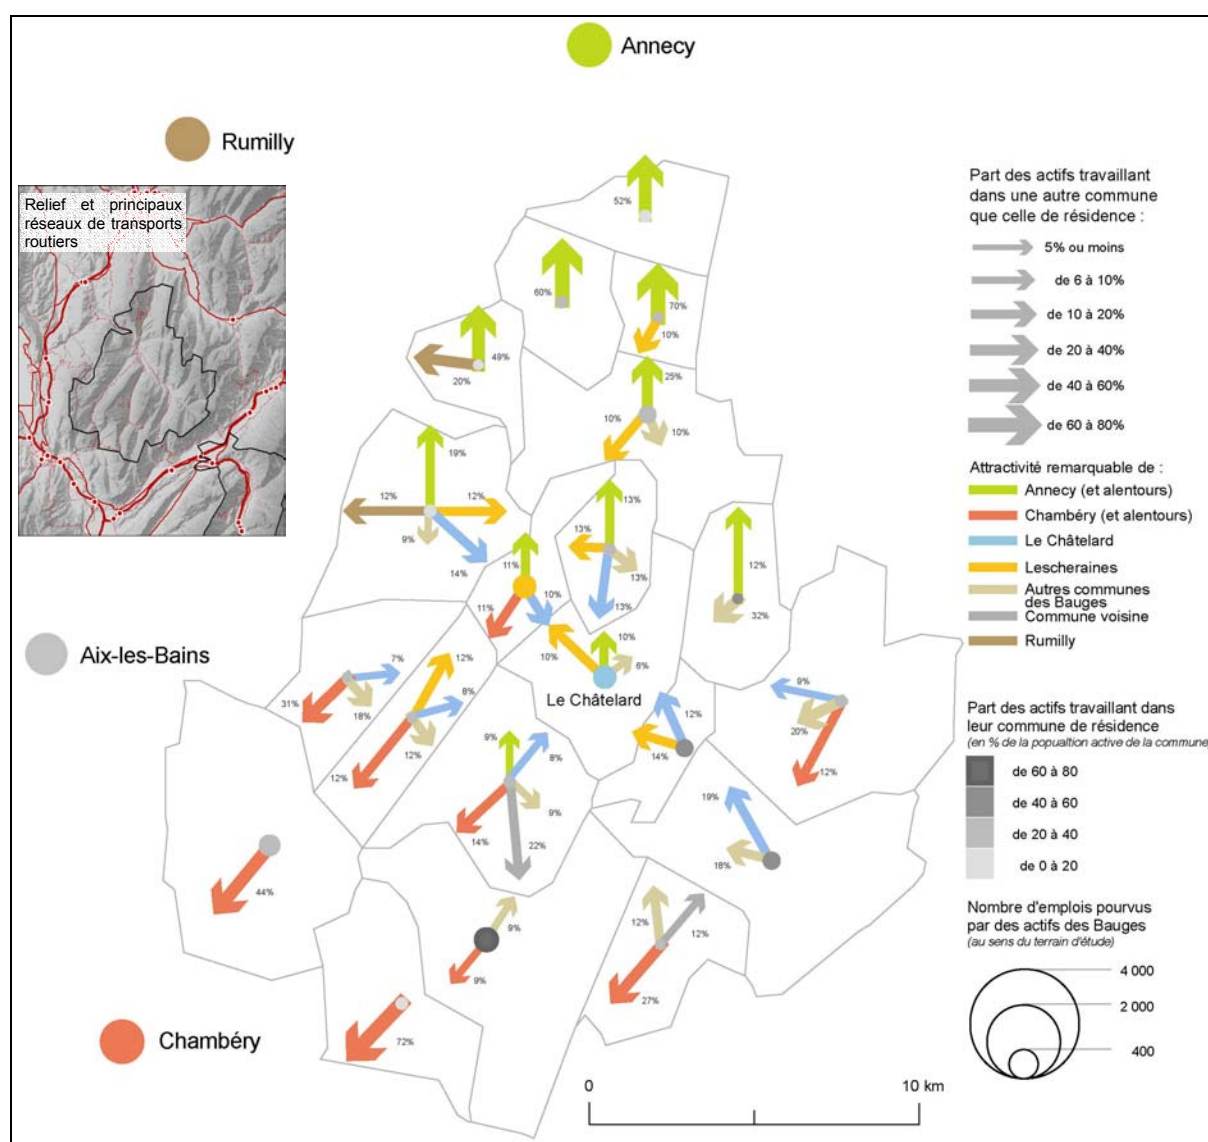 Annecy
Rumilly
Relief et principaux
réseaux de transports
routiers
Part des actifs travaillant
dans une autre commune
que celle de résidence :
5% ou moins
de 6 à 10%
de 10 à 20%
de 20 à 40%
de 40 à 60%
de 60 à 80%
Attractivité remarquable de :
Annecy (et alentours)
Chambéry (et alentours)
Le Châtelard
Lescheraines
Autres communes
des Bauges
Commune voisine
Rumilly
Part des actifs travaillant dans
leur commune de résidence
(en % de la popualtion active de la commune)
de 60 à 80
de 40 à 60
de 20 à 40
de 0 à 20
Nombre d'emplois pourvus
par des actifs des Bauges
(au sens du terrain d'étude)
4 000
2 000
400
52%
60%
70%
10%
49%
20%
25%
10%
10%
19%
12%
12%
9%
14%
13%
13%
13%
13%
12%
32%
11%
10%
11%
10%
10%
6%
Le Châtelard
Aix-les-Bains
7%
31%
18%
12%
8%
12%
12%
9%
8%
9%
14%
22%
12%
14%
9%
20%
12%
19%
18%
44%
9%
9%
12%
12%
27%
72%
Chambéry
0
10 km